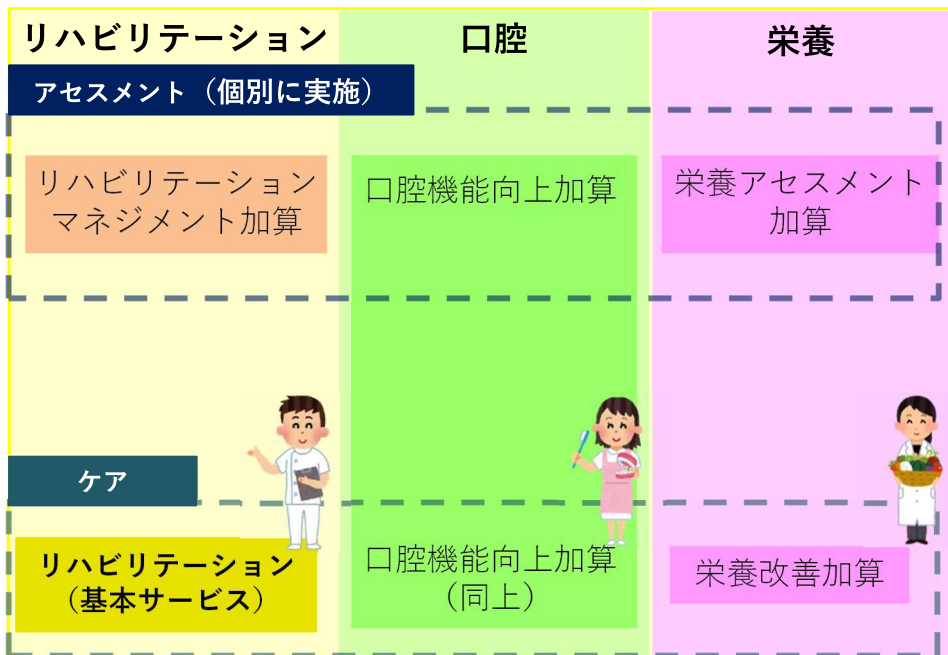 リハビリテーション
口腔
栄養
アセスメント（個別に実施）
リハビリテーション
マネジメント加算
口腔機能向上加算
栄養アセスメント
加算
ケア
リハビリテーション
（基本サービス）
口腔機能向上加算
（同上）
栄養改善加算